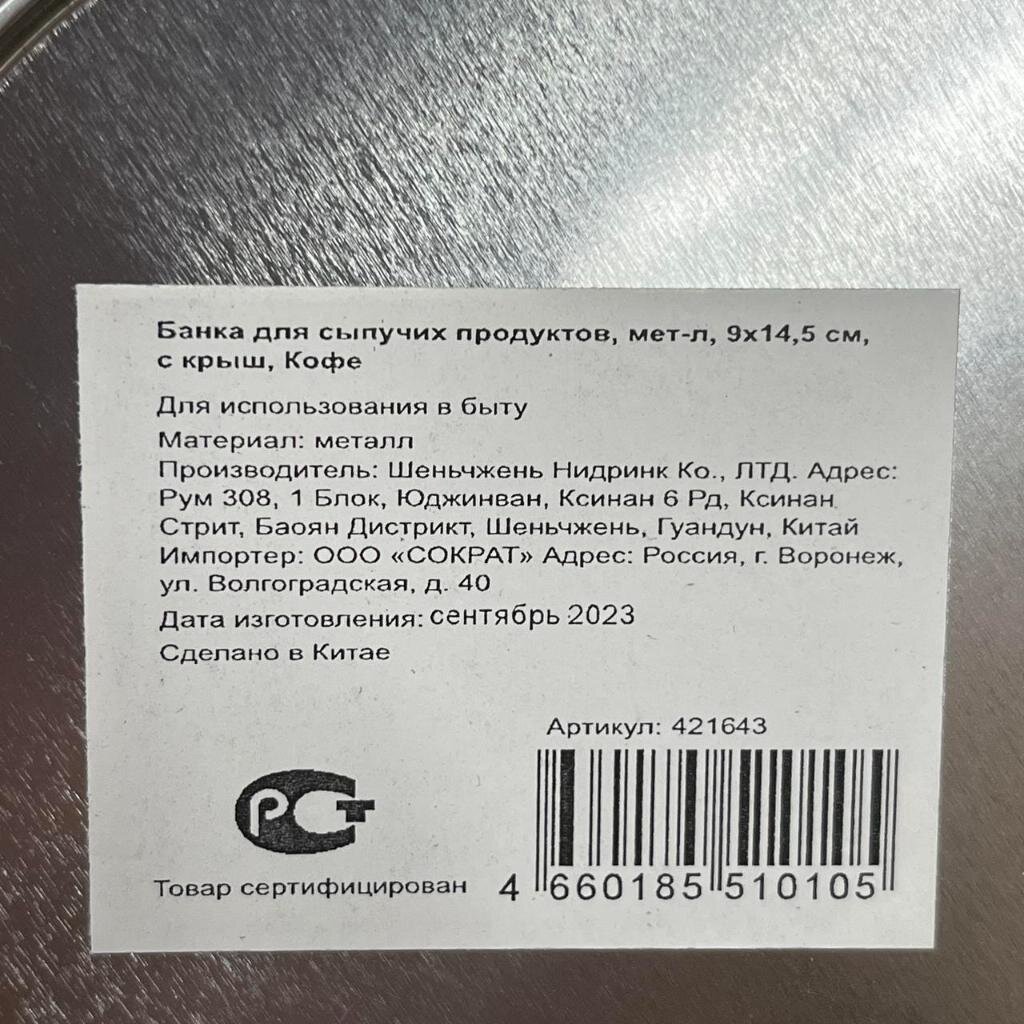 Банка для сыпучих продуктов, мет-л, 9х14,5 см,
с крыш, Кофе
Для использования в быту
Материал: металл
Производитель: Шеньчжень Нидринк Ко., ЛТД. Адрес:
Рум 308, 1 Блок, Юджинван, Ксинан 6 Рд, Ксинан
Стрит, Баоян Дистрикт, Шеньчжень, Гуандун, Китай
Импортер: ООО «СОКРАТ» Адрес: Россия, г. Воронеж,
ул. Волгоградская, д. 40
Дата изготовления: сентябрь 2023
Сделано в Китае
Артикул: 421643
РСТ
Товар сертифицирован
4 660185 510105